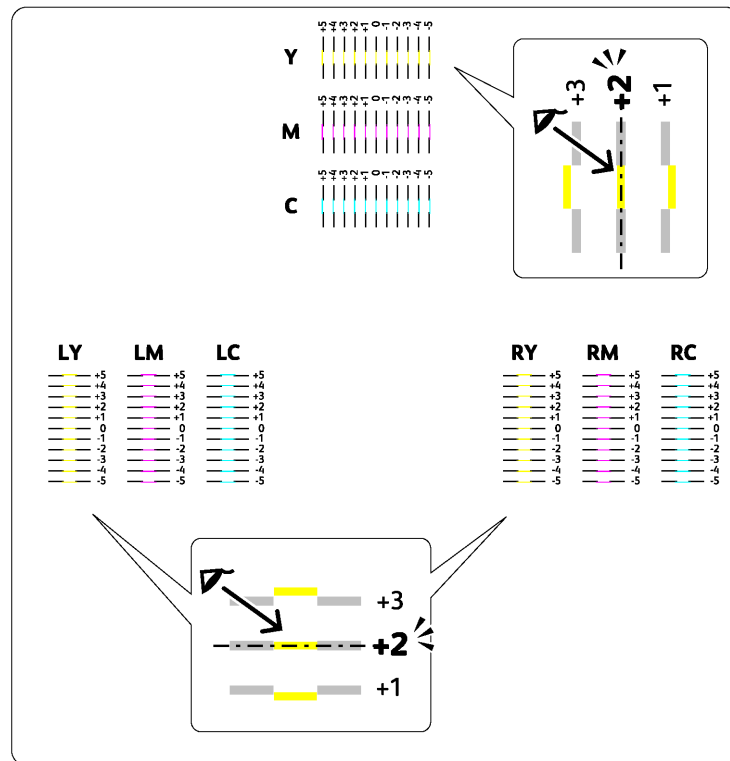 +5 +4 +3 +2 +1 0 -1 -2 -3 -4 -5
Y
+3 +2 +1
+5 +4 +3 +2 +1 0 -1 -2 -3 -4 -5
M
+5 +4 +3 +2 +1 0 -1 -2 -3 -4 -5
C
LY LM LC RY RM RC
+5 +5 +5 +5 +5 +5
+4 +4 +4 +4 +4 +4
+3 +3 +3 +3 +3 +3
+2 +2 +2 +2 +2 +2
+1 +1 +1 +1 +1 +1
0 0 0 0 0 0
-1 -1 -1 -1 -1 -1
-2 -2 -2 -2 -2 -2
-3 -3 -3 -3 -3 -3
-4 -4 -4 -4 -4 -4
-5 -5 -5 -5 -5 -5
+3
+2
+1